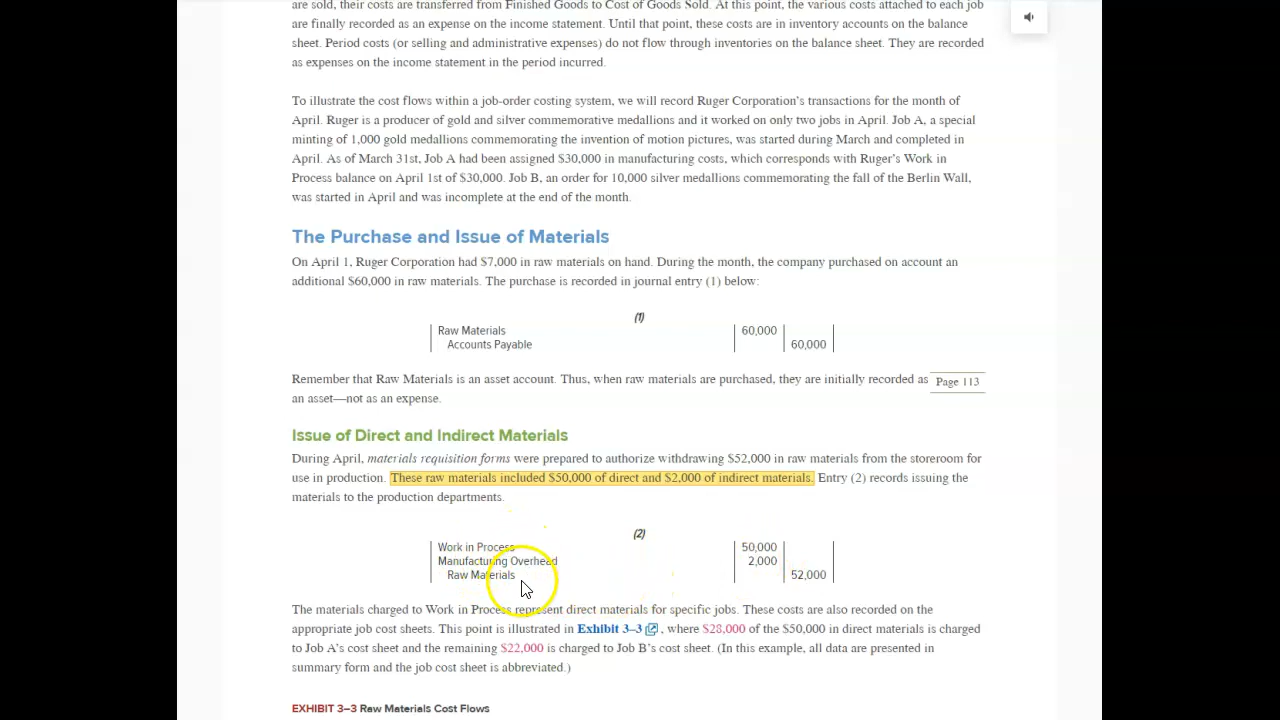 are sold, their costs are transferred from Finished Goods to Cost of Goods Sold. At this point, the various costs attached to each job
are finally recorded as an expense on the income statement. Until that point, these costs are in inventory accounts on the balance
sheet. Period costs (or selling and administrative expenses) do not flow through inventories on the balance sheet. They are recorded
as expenses on the income statement in the period incurred.
To illustrate the cost flows within a job-order costing system, we will record Ruger Corporation's transactions for the month of
April. Ruger is a producer of gold and silver commemorative medallions and it worked on only two jobs in April. Job A, a special
minting of 1,000 gold medallions commemorating the invention of motion pictures, was started during March and completed in
April. As of March 31st, Job A had been assigned $30,000 in manufacturing costs, which corresponds with Ruger's Work in
Process balance on April 1st of $30,000. Job B, an order for 10,000 silver medallions commemorating the fall of the Berlin Wall,
was started in April and was incomplete at the end of the month.
The Purchase and Issue of Materials
On April 1, Ruger Corporation had $7,000 in raw materials on hand. During the month, the company purchased on account an
additional $60,000 in raw materials. The purchase is recorded in journal entry (1) below:
(1)
Raw Materials 60,000
Accounts Payable 60,000
Remember that Raw Materials is an asset account. Thus, when raw materials are purchased, they are initially recorded as
Page 113
an asset—not as an expense.
Issue of Direct and Indirect Materials
During April, materials requisition forms were prepared to authorize withdrawing $52,000 in raw materials from the storeroom for
use in production. These raw materials included $50,000 of direct and $2,000 of indirect materials. Entry (2) records issuing the
materials to the production departments.
(2)
Work in Process 50,000
Manufacturing Overhead 2,000
Raw Materials 52,000
The materials charged to Work in Process represent direct materials for specific jobs. These costs are also recorded on the
appropriate job cost sheets. This point is illustrated in Exhibit 3–3 , where $28,000 of the $50,000 in direct materials is charged
to Job A's cost sheet and the remaining $22,000 is charged to Job B's cost sheet. (In this example, all data are presented in
summary form and the job cost sheet is abbreviated.)
EXHIBIT 3–3 Raw Materials Cost Flows